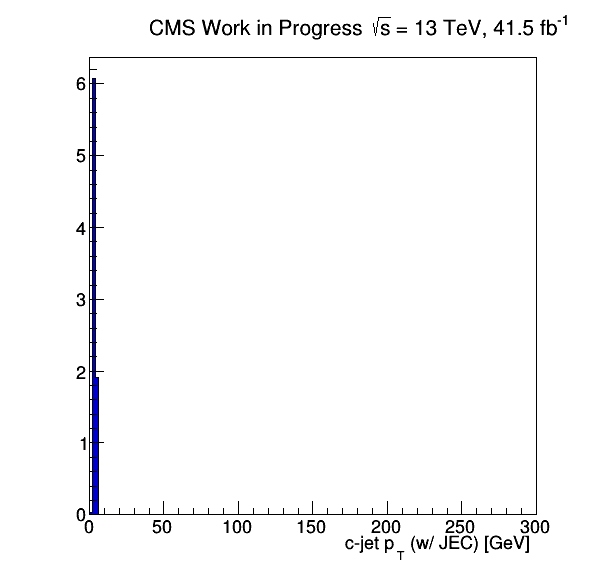 CMS Work in Progress √s = 13 TeV, 41.5 fb⁻¹
6
5
4
3
2
1
0
0 50 100 150 200 250 300
c-jet p_T (w/ JEC) [GeV]